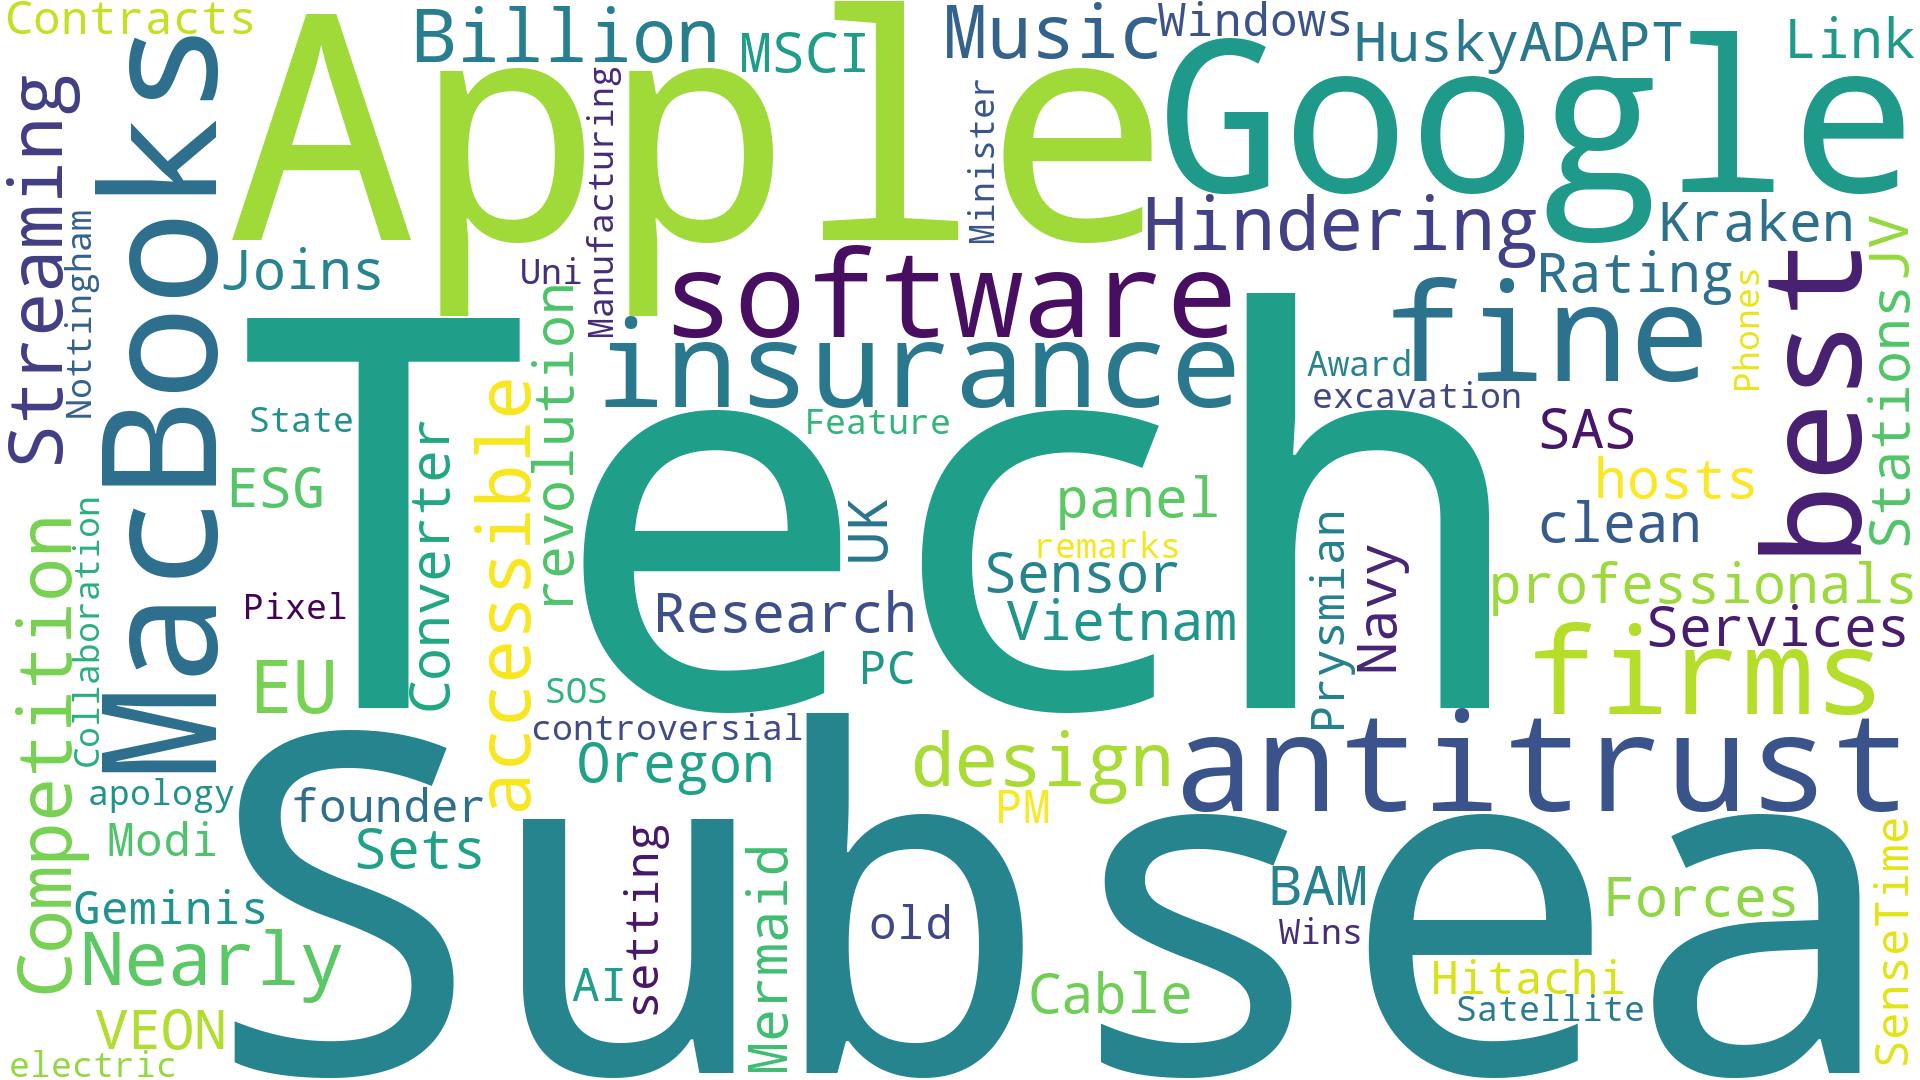 Contracts
Billion
MSCI
Music
Windows
HuskyADAPT
Link
Streaming
Nottingham
MacBooks
Apple
Manufacturing
Minister
Google
Hindering
Kraken
Joins
Uni
software
Rating
Phones
best
JV
Stations
insurance
fine
Award
excavation
State
Feature
revolution
accessible
Converter
ESG
Tech
UK
panel
remarks
Sensor
Vietnam
SAS
hosts
clean
professionals
Services
Navy
Prysmian
Competition
Collaboration
Pixel
Research
PC
EU
SOS
controversial
firms
Oregon
design
PM
antitrust
apology
founder
Modi
Sets
Subsea
setting
Mermaid
old
BAM
Wins
Forces
SenseTime
Geminis
Nearly
AI
Cable
Hitachi
Satellite
VEON
electric